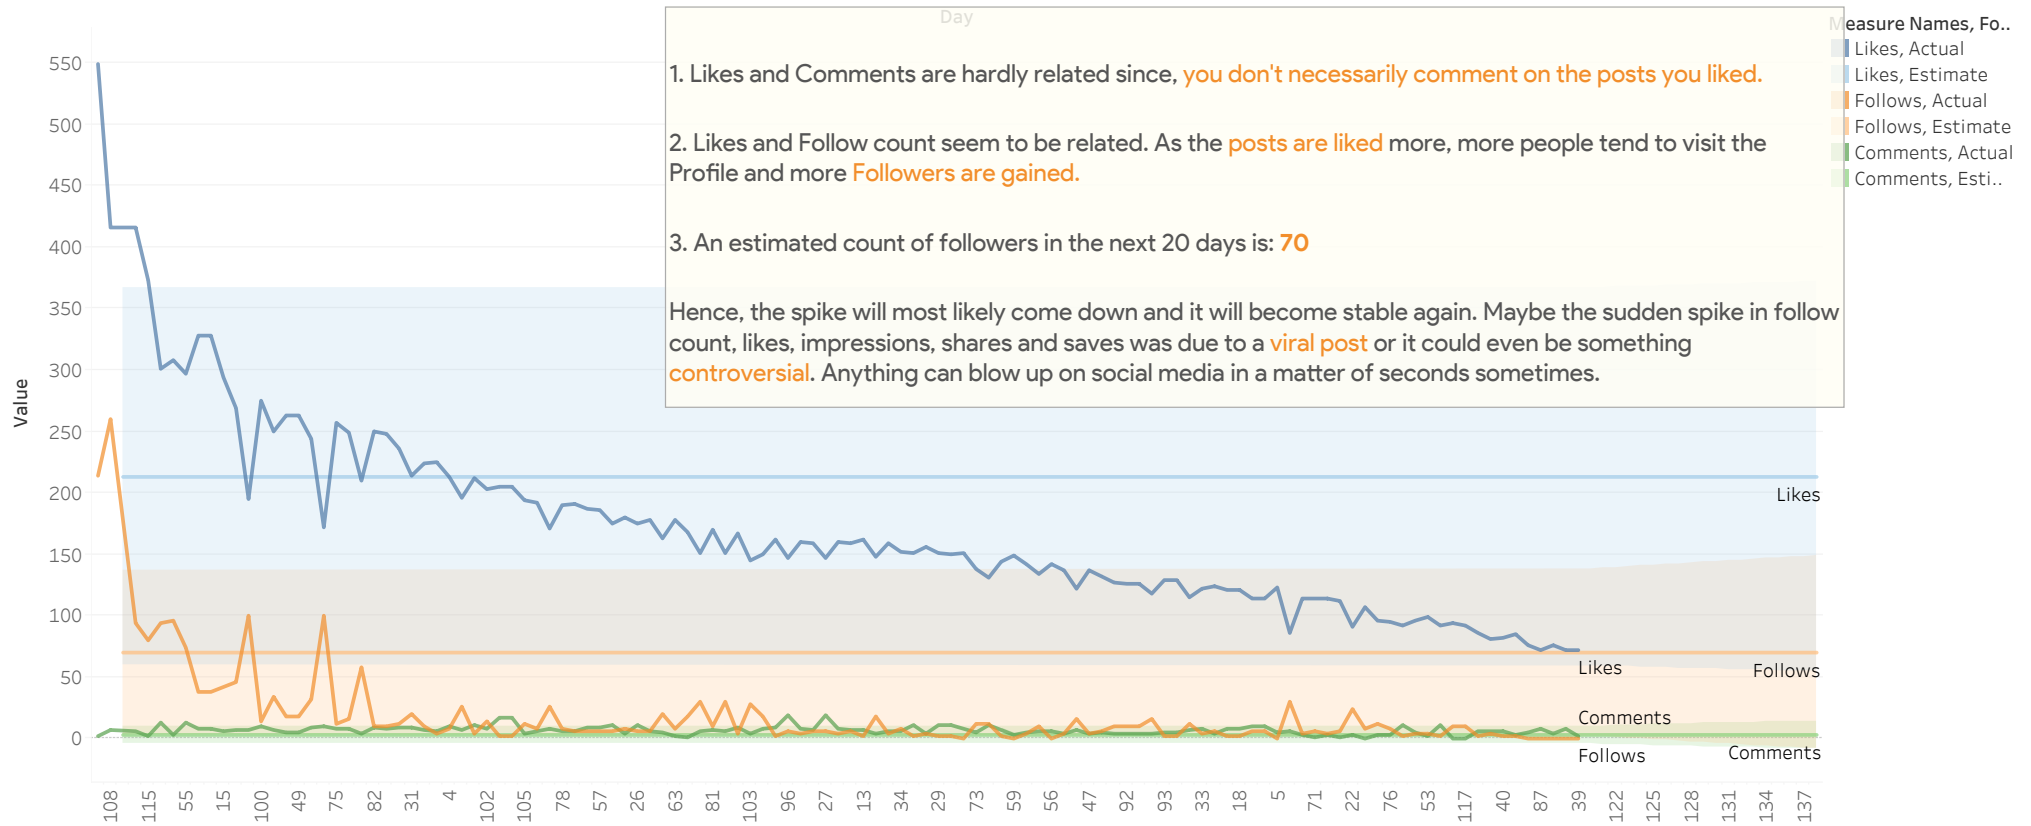 Day
1. Likes and Comments are hardly related since, you don't necessarily comment on the posts you liked.
2. Likes and Follow count seem to be related. As the posts are liked more, more people tend to visit the
Profile and more Followers are gained.
3. An estimated count of followers in the next 20 days is: 70
Hence, the spike will most likely come down and it will become stable again. Maybe the sudden spike in follow
count, likes, impressions, shares and saves was due to a viral post or it could even be something
controversial. Anything can blow up on social media in a matter of seconds sometimes.
Measure Names, Fo..
Likes, Actual
Likes, Estimate
Follows, Actual
Follows, Estimate
Comments, Actual
Comments, Esti..
Value
550
500
450
400
350
300
250
200
150
100
50
0
Likes
Likes
Follows
Comments
Follows
Comments
108 115 55 15 100 49 75 82 31 4 102 105 78 57 26 63 81 103 96 27 13 34 29 73 59 56 47 92 93 33 18 5 71 22 76 53 117 40 87 39 122 125 128 131 134 137